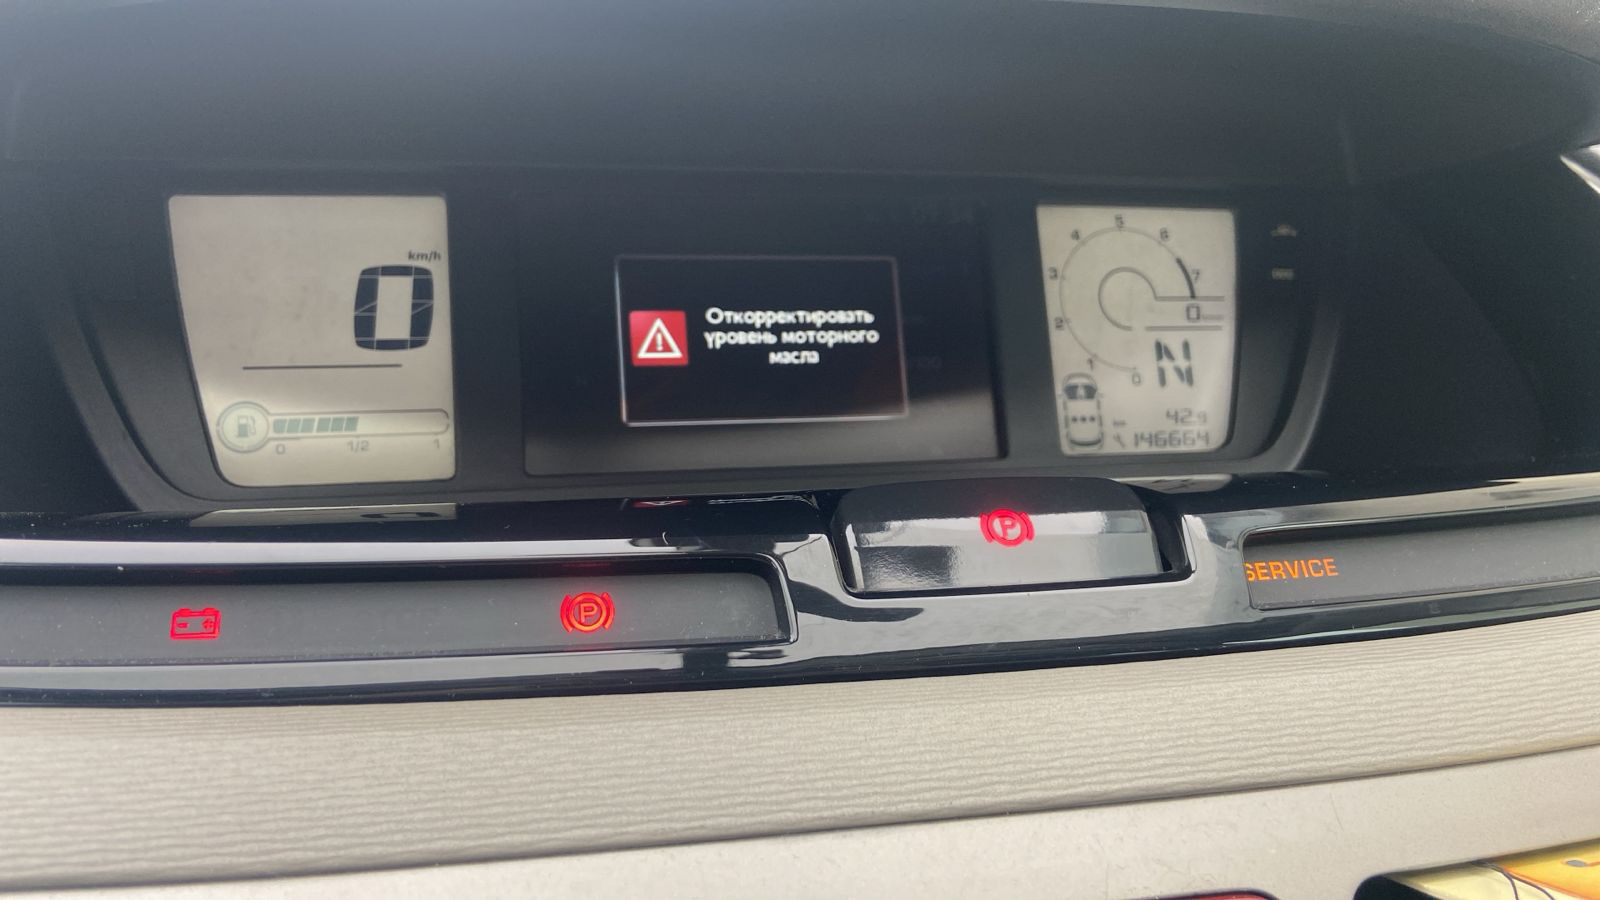 km/h
0
0 1/2 1
Откорректировать
уровень моторного
масла
0 1 2 3 4 5 6 7
0
N
42.9
146664
P
P
SERVICE